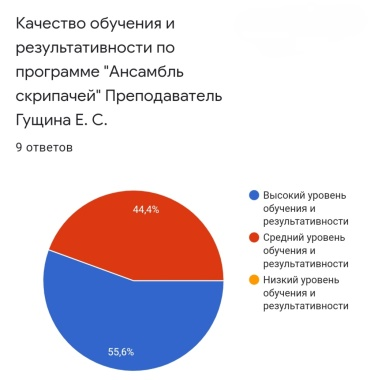 Качество обучения и
результативности по
программе "Ансамбль
скрипачей" Преподаватель
Гущина Е. С.
9 ответов
44,4%
55,6%
Высокий уровень
обучения и
результативности
Средний уровень
обучения и
результативности
Низкий уровень
обучения и
результативности